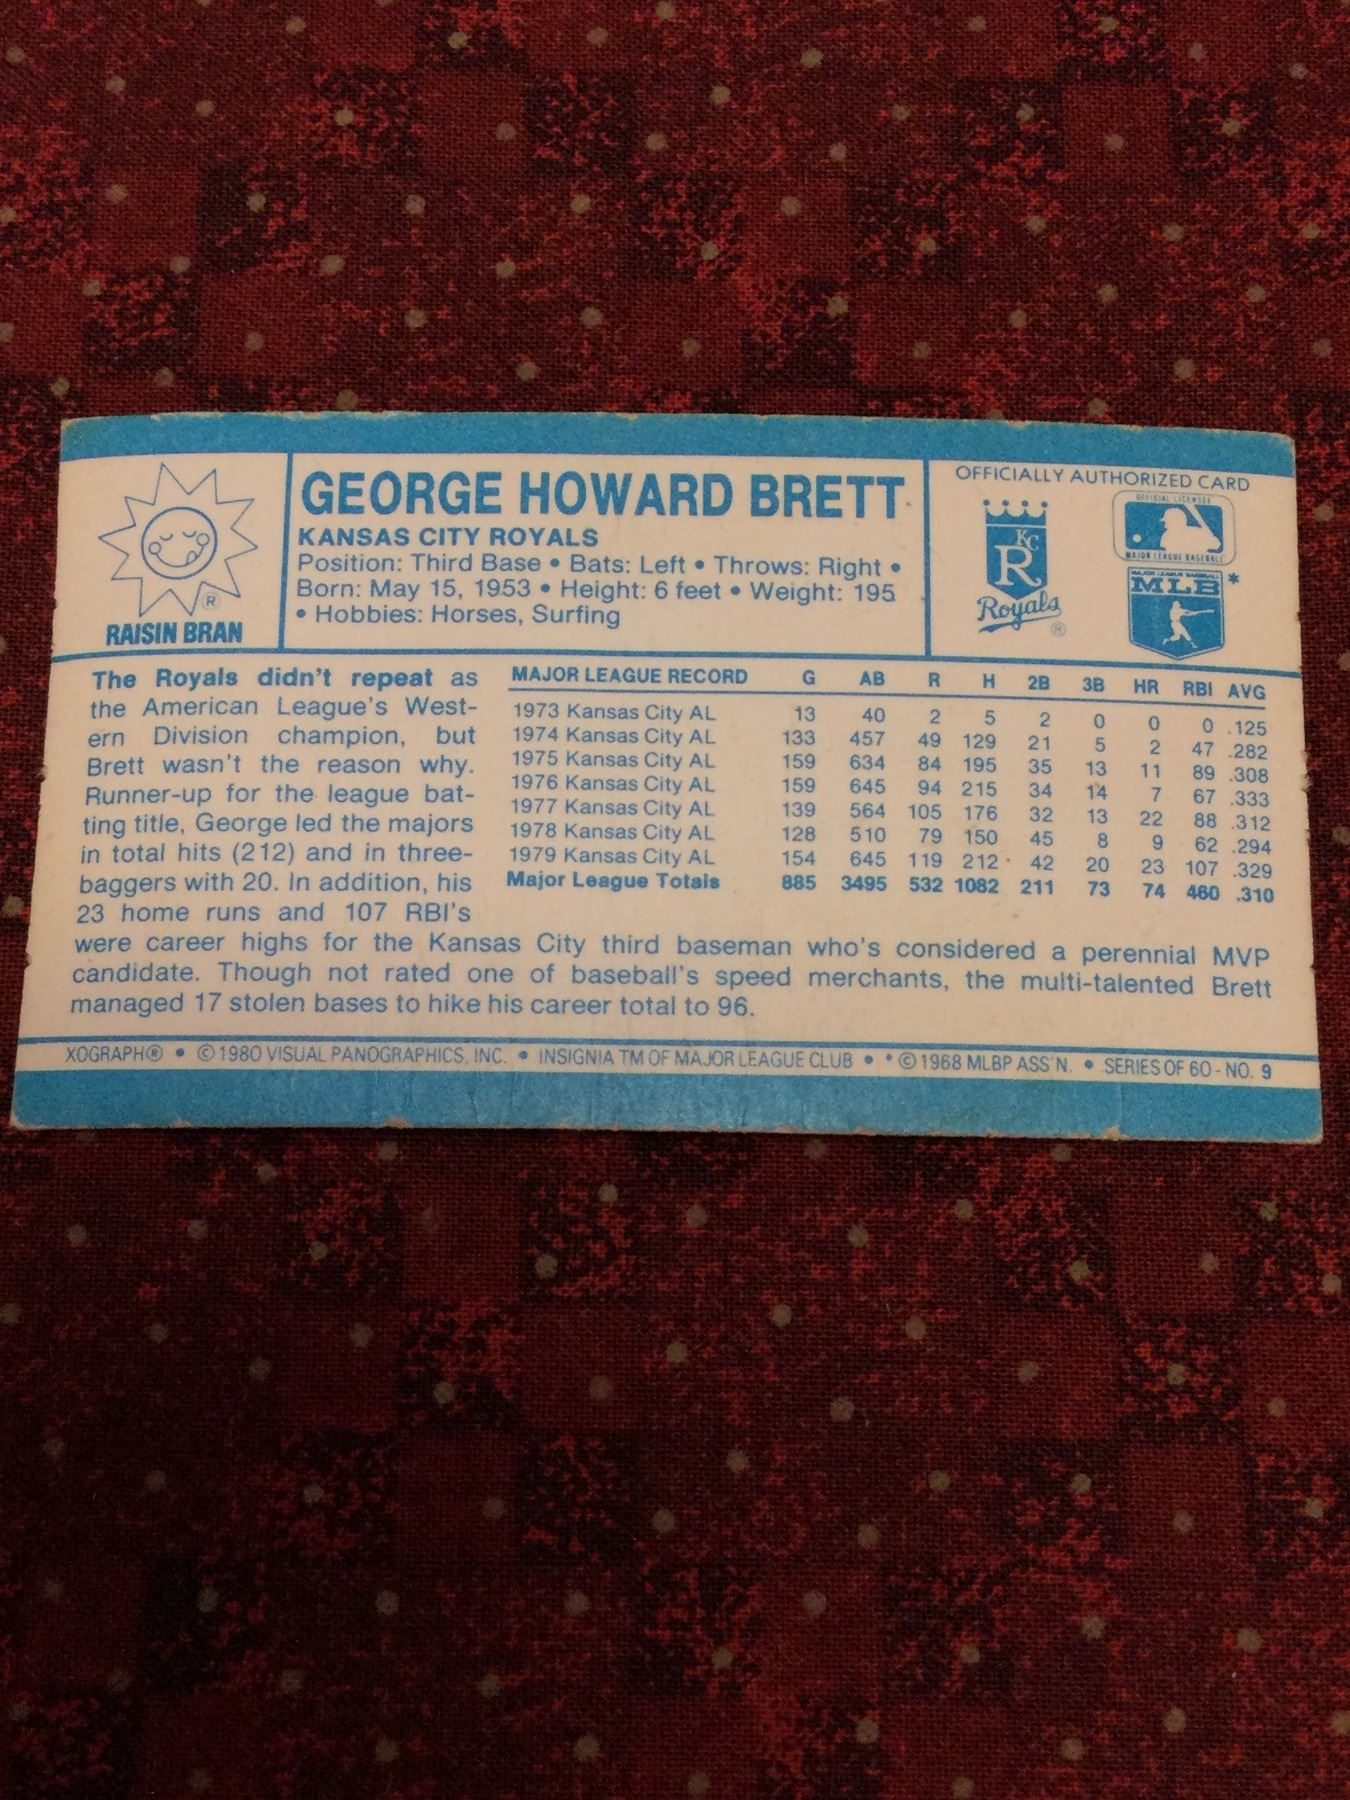 OFFICIALLY AUTHORIZED CARD
GEORGE HOWARD BRETT
KANSAS CITY ROYALS
Position: Third Base • Bats: Left • Throws: Right •
Born: May 15, 1953 • Height: 6 feet • Weight: 195
• Hobbies: Horses, Surfing
®
RAISIN BRAN
KC
R
Royals
®
OFFICIAL LICENSEE
MAJOR LEAGUE BASEBALL
MAJOR LEAGUE BASEBALL
MLB *
The Royals didn't repeat as
the American League's West-
ern Division champion, but
Brett wasn't the reason why.
Runner-up for the league bat-
ting title, George led the majors
in total hits (212) and in three-
baggers with 20. In addition, his
23 home runs and 107 RBI's
were career highs for the Kansas City third baseman who's considered a perennial MVP
candidate. Though not rated one of baseball's speed merchants, the multi-talented Brett
managed 17 stolen bases to hike his career total to 96.
MAJOR LEAGUE RECORD G AB R H 2B 3B HR RBI AVG
1973 Kansas City AL 13 40 2 5 2 0 0 0 .125
1974 Kansas City AL 133 457 49 129 21 5 2 47 .282
1975 Kansas City AL 159 634 84 195 35 13 11 89 .308
1976 Kansas City AL 159 645 94 215 34 14 7 67 .333
1977 Kansas City AL 139 564 105 176 32 13 22 88 .312
1978 Kansas City AL 128 510 79 150 45 8 9 62 .294
1979 Kansas City AL 154 645 119 212 42 20 23 107 .329
Major League Totals 885 3495 532 1082 211 73 74 460 .310
XOGRAPH® • ©1980 VISUAL PANOGRAPHICS, INC. • INSIGNIA TM OF MAJOR LEAGUE CLUB • * © 1968 MLBP ASS'N. • SERIES OF 60 - NO. 9